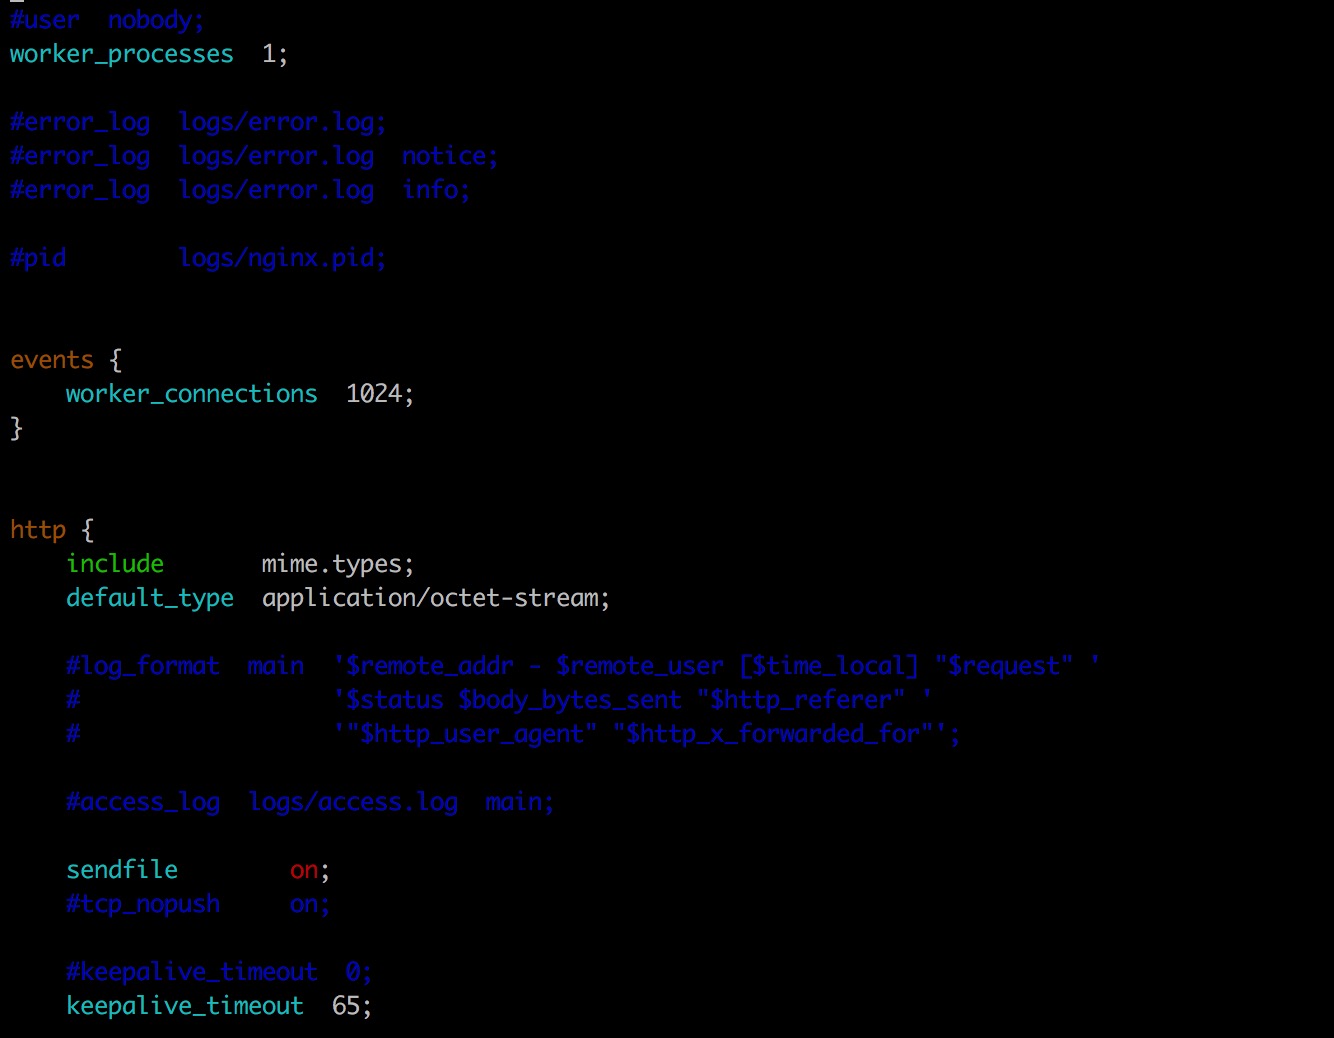 #user  nobody;
worker_processes  1;

#error_log  logs/error.log;
#error_log  logs/error.log  notice;
#error_log  logs/error.log  info;

#pid        logs/nginx.pid;


events {
    worker_connections  1024;
}


http {
    include       mime.types;
    default_type  application/octet-stream;

    #log_format  main  '$remote_addr - $remote_user [$time_local] "$request" '
    #                  '$status $body_bytes_sent "$http_referer" '
    #                  '"$http_user_agent" "$http_x_forwarded_for"';

    #access_log  logs/access.log  main;

    sendfile        on;
    #tcp_nopush     on;

    #keepalive_timeout  0;
    keepalive_timeout  65;